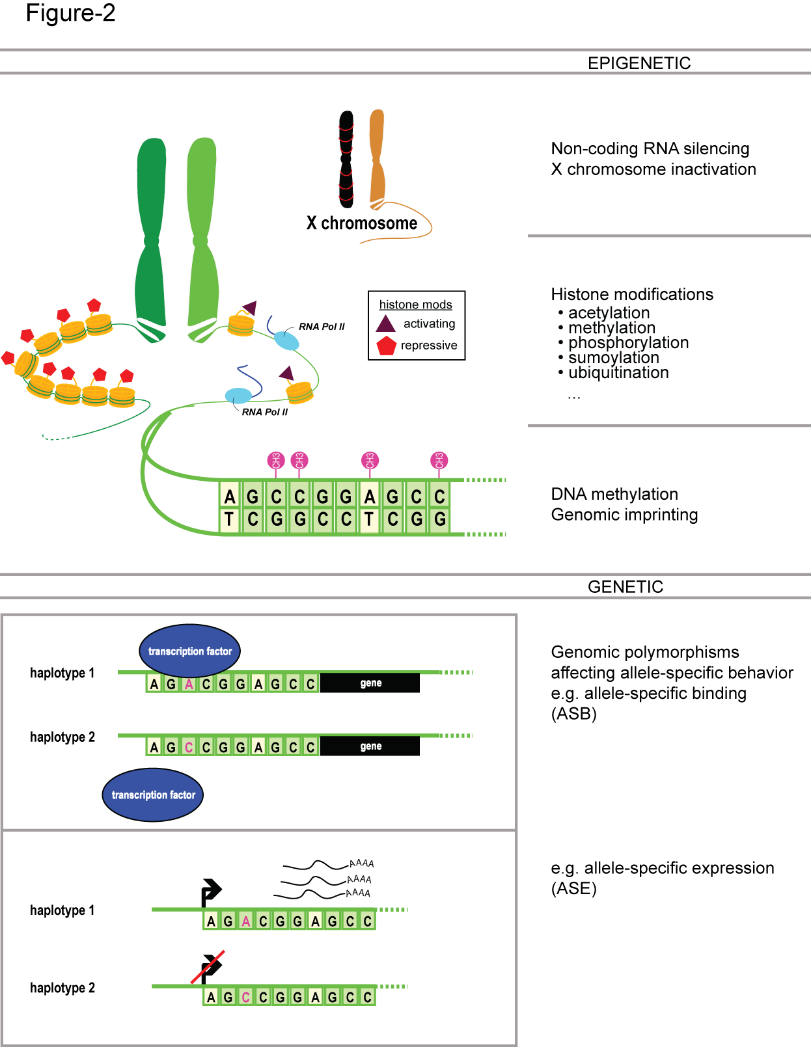 Figure-2
EPIGENETIC
Non-coding RNA silencing
X chromosome inactivation
X chromosome
histone mods
activating
repressive
RNA Pol II
RNA Pol II
Histone modifications
• acetylation
• methylation
• phosphorylation
• sumoylation
• ubiquitination
...
CH3 CH3 CH3 CH3
A G C C G G A G C C
T C G G C C T C G G
DNA methylation
Genomic imprinting
GENETIC
transcription factor
haplotype 1
A G A C G G A G C C gene
haplotype 2
A G C C G G A G C C gene
transcription factor
Genomic polymorphisms
affecting allele-specific behavior
e.g. allele-specific binding
(ASB)
AAAA
AAAA
AAAA
haplotype 1
A G A C G G A G C C
haplotype 2
A G C C G G A G C C
e.g. allele-specific expression
(ASE)